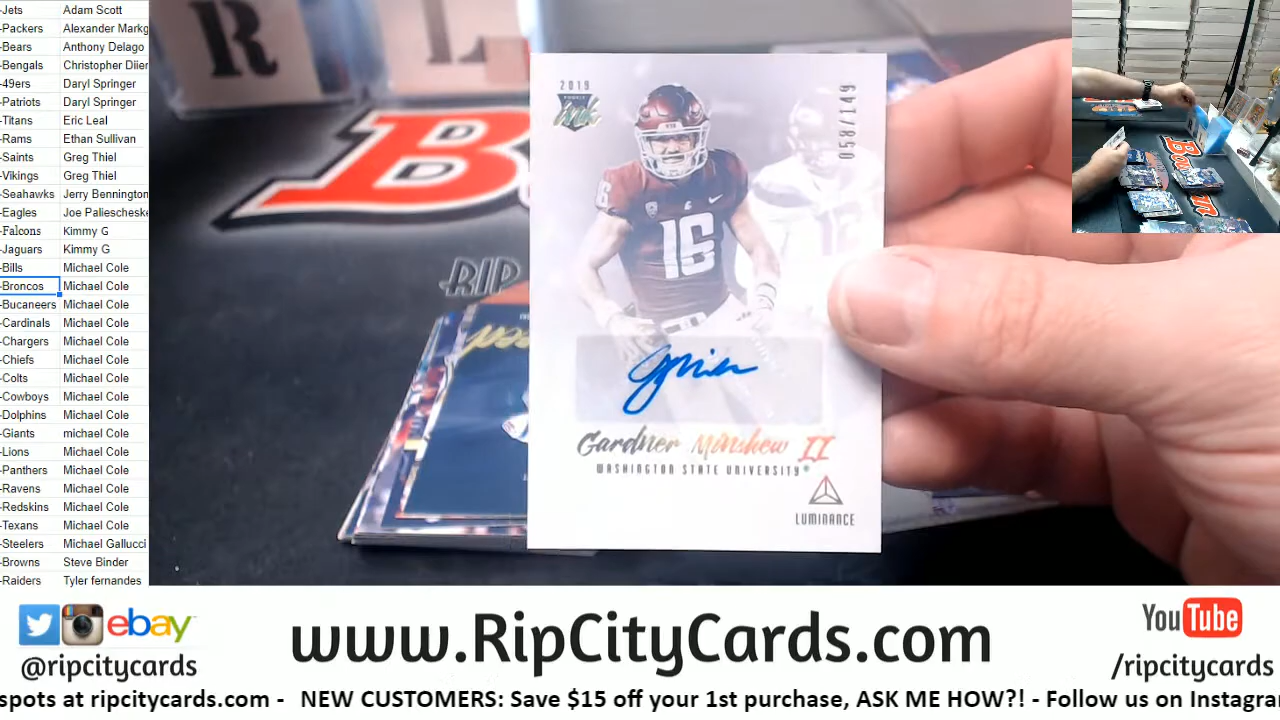 -Jets Adam Scott
-Packers Alexander Markg
-Bears Anthony Delago
-Bengals Christopher Diier
-49ers Daryl Springer
-Patriots Daryl Springer
-Titans Eric Leal
-Rams Ethan Sullivan
-Saints Greg Thiel
-Vikings Greg Thiel
-Seahawks Jerry Bennington
-Eagles Joe Paliescheske
-Falcons Kimmy G
-Jaguars Kimmy G
-Bills Michael Cole
-Broncos Michael Cole
-Bucaneers Michael Cole
-Cardinals Michael Cole
-Chargers Michael Cole
-Chiefs Michael Cole
-Colts Michael Cole
-Cowboys Michael Cole
-Dolphins Michael Cole
-Giants michael Cole
-Lions Michael Cole
-Panthers Michael Cole
-Ravens Michael Cole
-Redskins Michael Cole
-Texans Michael Cole
-Steelers Michael Gallucci
-Browns Steve Binder
-Raiders Tyler fernandes
R L
RIP
2019
ink
058/149
16
16
12
Gardner Minshew II
WASHINGTON STATE UNIVERSITY
LUMINANCE
ebay
@ripcitycards
www.RipCityCards.com
YouTube
/ripcitycards
spots at ripcitycards.com - NEW CUSTOMERS: Save $15 off your 1st purchase, ASK ME HOW?! - Follow us on Instagra